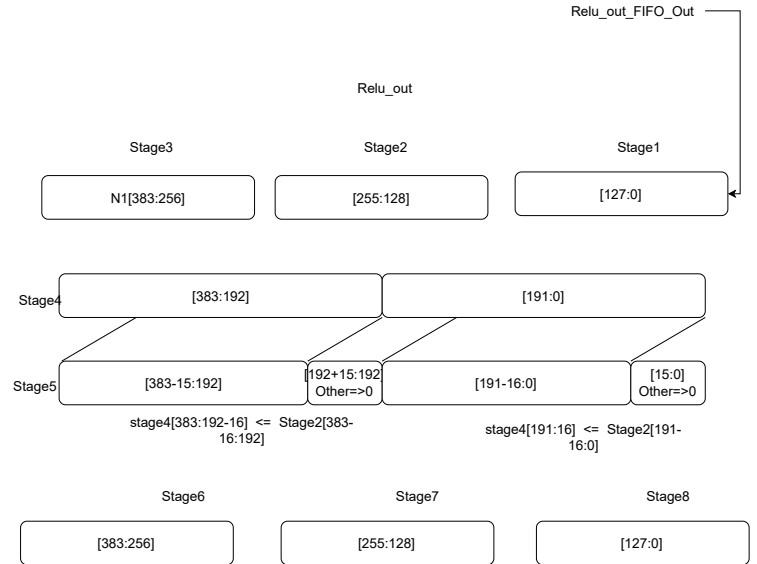 Relu_out_FIFO_Out
Relu_out
Stage3
Stage2
Stage1
N1[383:256]
[255:128]
[127:0]
Stage4
[383:192]
[191:0]
Stage5
[383-15:192]
[192+15:192]
Other=>0
[191-16:0]
[15:0]
Other=>0
stage4[383:192-16] <= Stage2[383-
16:192]
stage4[191:16] <= Stage2[191-
16:0]
Stage6
Stage7
Stage8
[383:256]
[255:128]
[127:0]